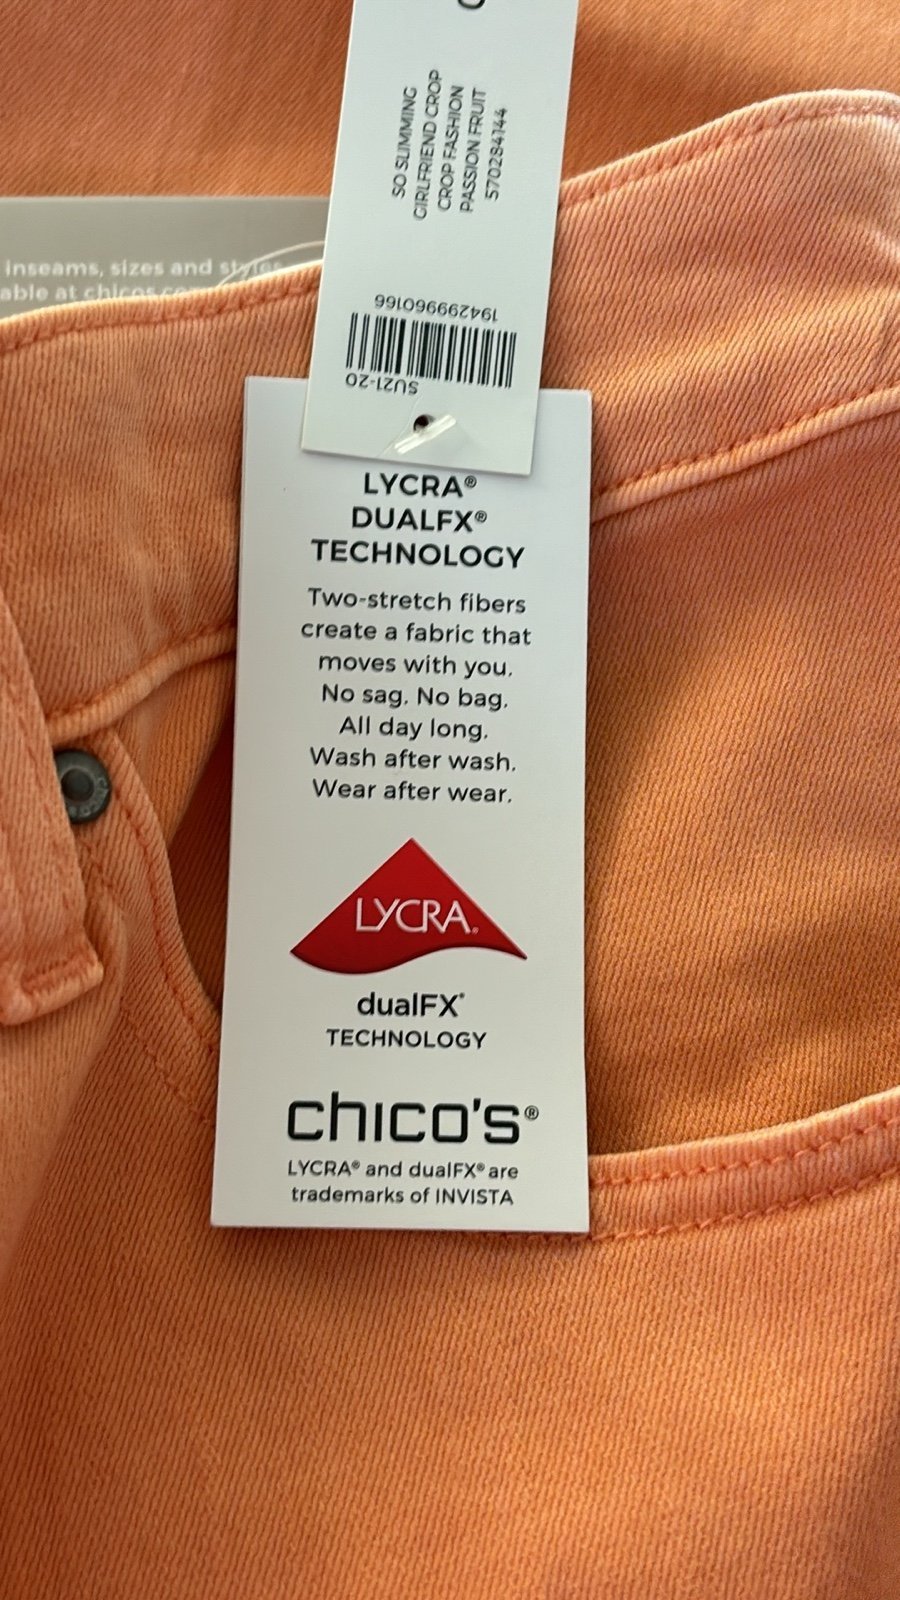 SO SLIMMING
GIRLFRIEND CROP
CROP FASHION
PASSION FRUIT
570284144
194299960166
SU21-20
inseams, sizes and styles
able at chicos.com
LYCRA®
DUALFX®
TECHNOLOGY
Two-stretch fibers
create a fabric that
moves with you.
No sag. No bag.
All day long.
Wash after wash.
Wear after wear.
LYCRA®
dualFX®
TECHNOLOGY
chico's®
LYCRA® and dualFX® are
trademarks of INVISTA